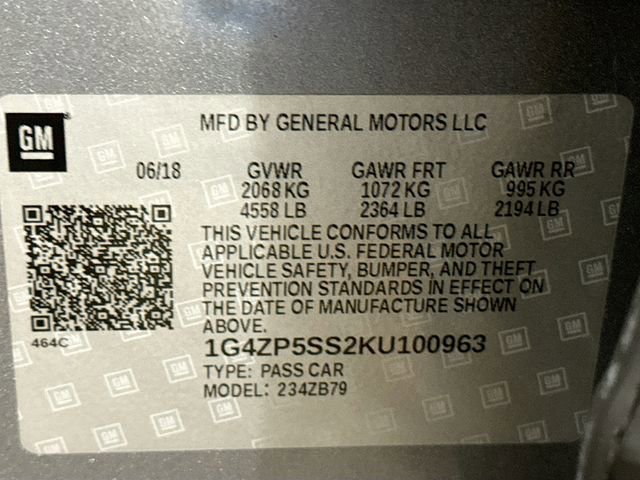 GM
MFD BY GENERAL MOTORS LLC
06/18 GVWR GAWR FRT GAWR RR
2068 KG 1072 KG 995 KG
4558 LB 2364 LB 2194 LB
THIS VEHICLE CONFORMS TO ALL
APPLICABLE U.S. FEDERAL MOTOR
VEHICLE SAFETY, BUMPER, AND THEFT
PREVENTION STANDARDS IN EFFECT ON
THE DATE OF MANUFACTURE SHOWN
ABOVE.
464C
1G4ZP5SS2KU100963
TYPE: PASS CAR
MODEL: 234ZB79